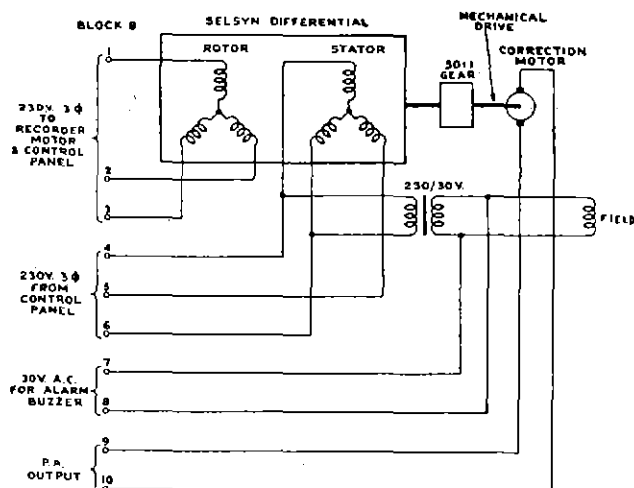 BLOCK 8
SELSYN DIFFERENTIAL
ROTOR
STATOR
MECHANICAL
DRIVE
CORRECTION
MOTOR
50:1
GEAR
1
230V. 3Φ
TO
RECORDER
MOTOR
& CONTROL
PANEL
2
3
230/30V.
FIELD
4
230V. 3Φ
FROM
CONTROL
PANEL
5
6
7
30V. A.C.
FOR ALARM
BUZZER
8
9
P.A.
OUTPUT
10